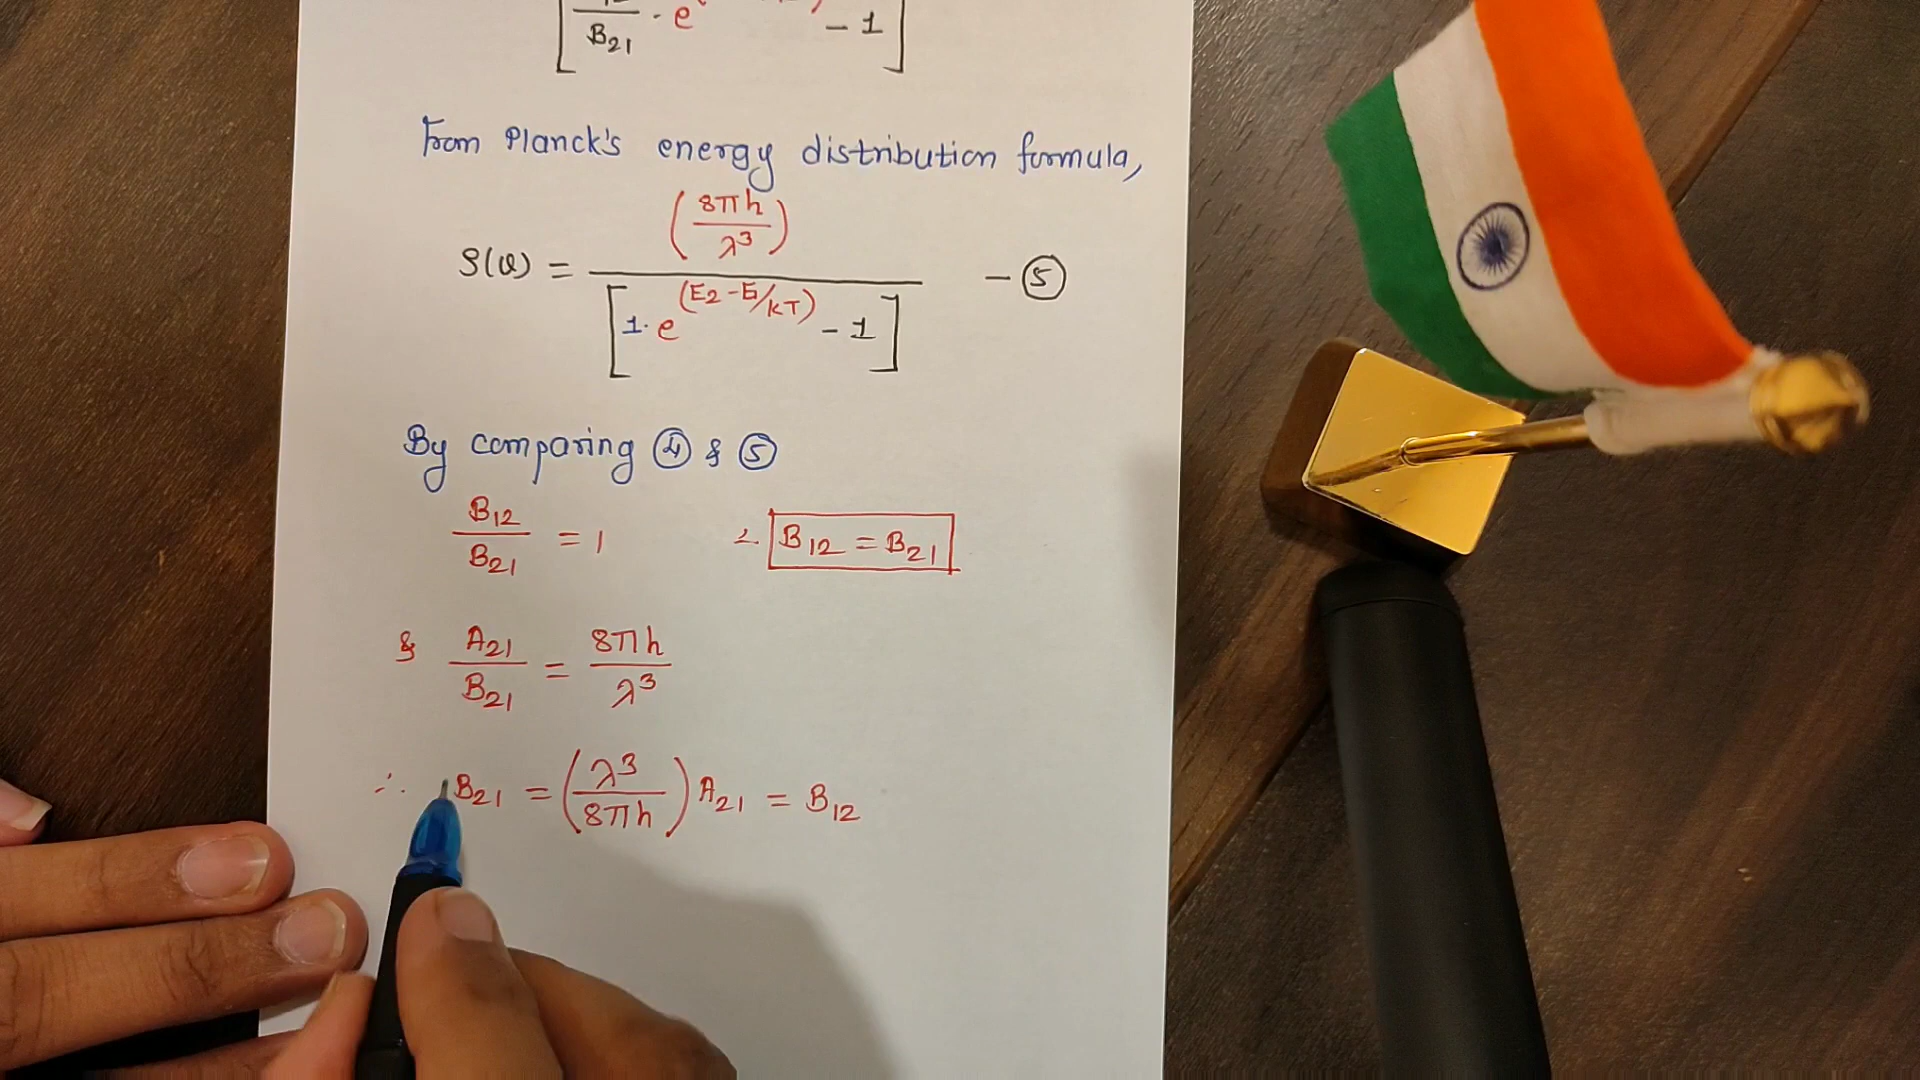 B21 . e - 1
From Planck's energy distribution formula,
(8πh/λ³)
S(ν) = - ⑤
[1. e^(E2-E1/kT) - 1]
By comparing ④ & ⑤
B12/B21 = 1 ∴ B12 = B21
& A21/B21 = 8πh/λ³
∴ B21 = (λ³/8πh) A21 = B12